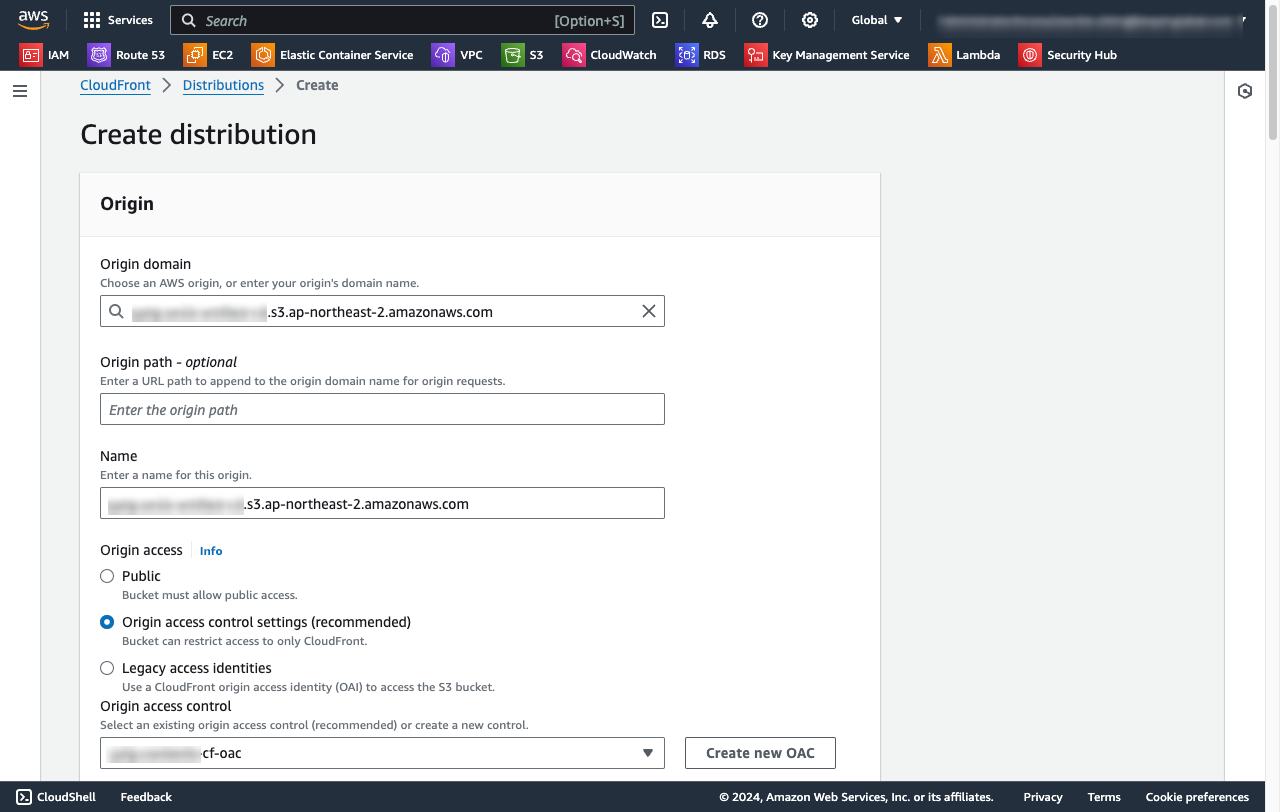 aws
Services
Search
[Option+S]
Global
IAM
Route 53
EC2
Elastic Container Service
VPC
S3
CloudWatch
RDS
Key Management Service
Lambda
Security Hub
CloudFront
Distributions
Create
Create distribution
Origin
Origin domain
Choose an AWS origin, or enter your origin's domain name.
.s3.ap-northeast-2.amazonaws.com
Origin path - optional
Enter a URL path to append to the origin domain name for origin requests.
Enter the origin path
Name
Enter a name for this origin.
.s3.ap-northeast-2.amazonaws.com
Origin access
Info
Public
Bucket must allow public access.
Origin access control settings (recommended)
Bucket can restrict access to only CloudFront.
Legacy access identities
Use a CloudFront origin access identity (OAI) to access the S3 bucket.
Origin access control
Select an existing origin access control (recommended) or create a new control.
-cf-oac
Create new OAC
CloudShell
Feedback
© 2024, Amazon Web Services, Inc. or its affiliates.
Privacy
Terms
Cookie preferences